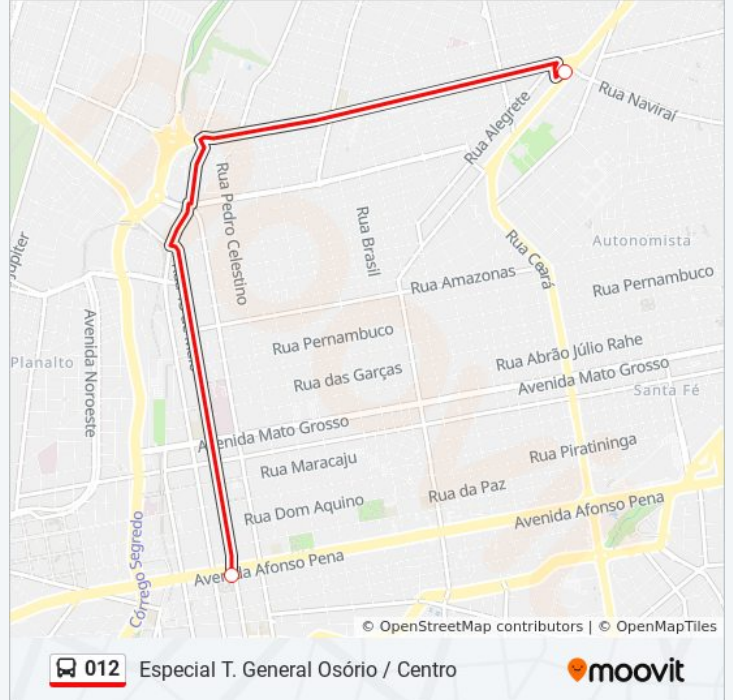 Rua Naviraí
Rua Alegrete
Rua Pedro Celestino
Rua Brasil
Autonomista
Rua Ceará
Rua Amazonas
Rua Pernambuco
Avenida Noroeste
Planalto
Rua Pernambuco
Rua Abrão Júlio Rahe
Rua das Garças
Avenida Mato Grosso
Santa Fé
Avenida Mato Grosso
Rua Piratininga
Rua Maracaju
Rua da Paz
Rua Dom Aquino
Avenida Afonso Pena
Córrego Segredo
Avenida Afonso Pena
© OpenStreetMap contributors | © OpenMapTiles
012 Especial T. General Osório / Centro
moovit